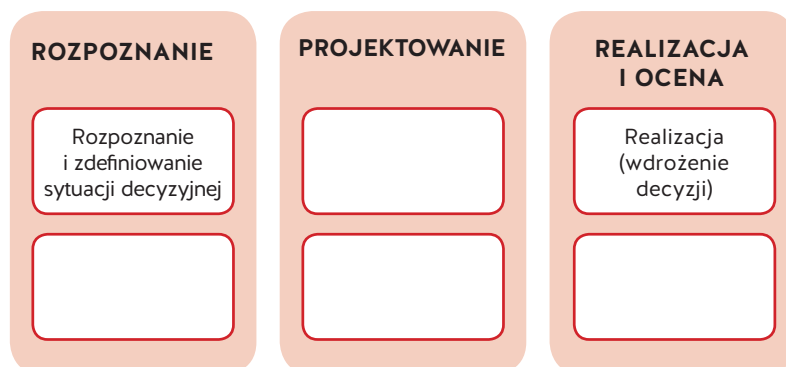 ROZPOZNANIE
Rozpoznanie
i zdefiniowanie
sytuacji decyzyjnej
PROJEKTOWANIE
REALIZACJA
I OCENA
Realizacja
(wdrożenie
decyzji)